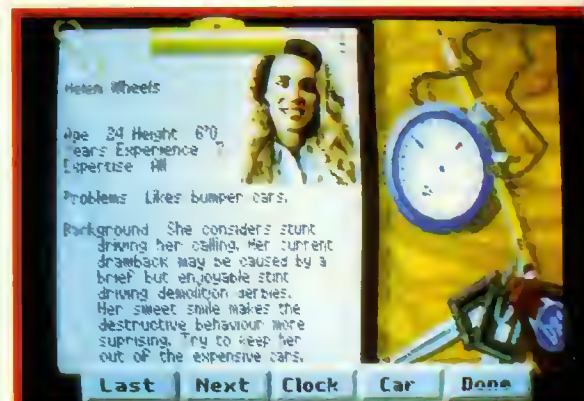 Helen Wheels
Age 24 Height 6'0
Years Experience 7
Expertise All
Problems Likes bumper cars.
Background She considers stunt
driving her calling. Her current
drawback may be caused by a
brief but enjoyable stint
driving demolition derbies.
Her sweet smile makes the
destructive behaviour more
suprising. Try to keep her
out of the expensive cars.
Last Next Clock Car Done